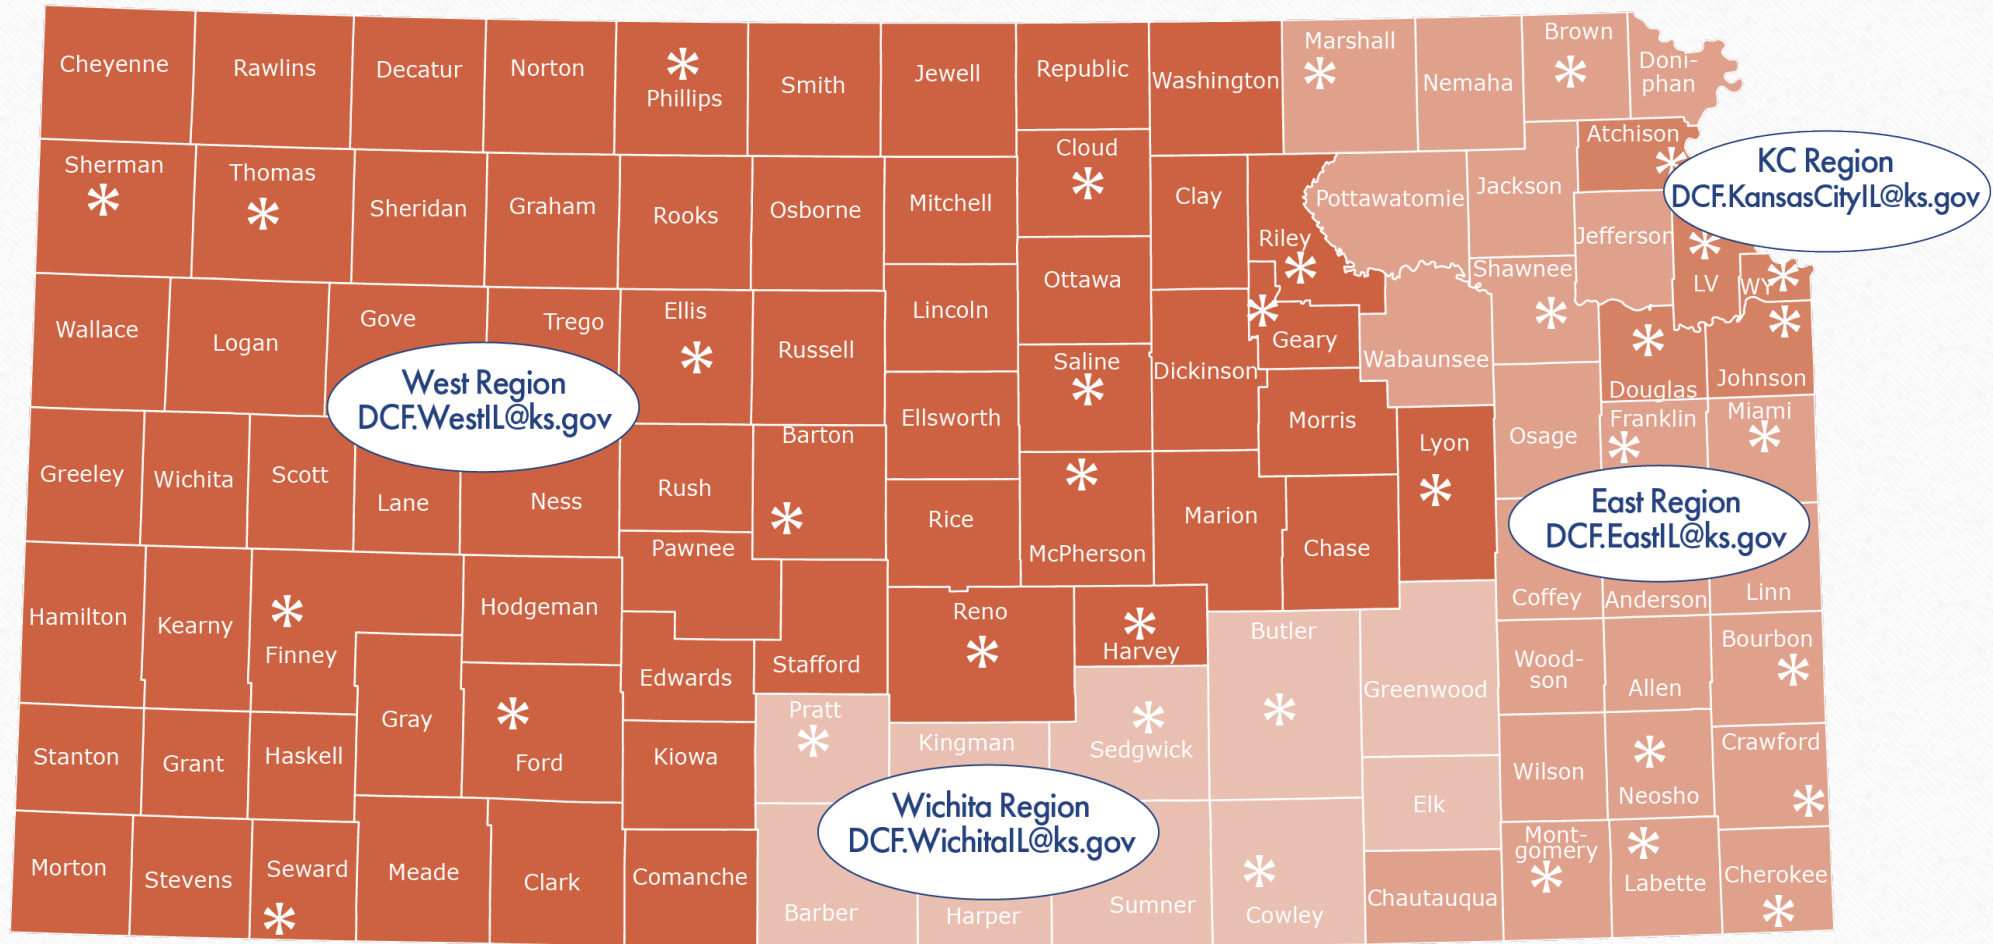 Cheyenne
Rawlins
Decatur
Norton
Phillips
Smith
Jewell
Republic
Washington
Marshall
Nemaha
Brown
Doni-
phan
Sherman
Thomas
Sheridan
Graham
Rooks
Osborne
Mitchell
Cloud
Clay
Riley
Pottawatomie
Jackson
Atchison
Jefferson
KC Region
DCF.KansasCityIL@ks.gov
Wallace
Logan
Gove
Trego
Ellis
Russell
Lincoln
Ottawa
Saline
Dickinson
Geary
Wabaunsee
Shawnee
LV
WY
Douglas
Johnson
West Region
DCF.WestIL@ks.gov
Greeley
Wichita
Scott
Lane
Ness
Rush
Barton
Ellsworth
Rice
McPherson
Marion
Morris
Chase
Lyon
Osage
Franklin
Miami
East Region
DCF.EastIL@ks.gov
Hamilton
Kearny
Finney
Hodgeman
Pawnee
Edwards
Stafford
Reno
Harvey
Butler
Greenwood
Coffey
Anderson
Linn
Wood-
son
Allen
Bourbon
Stanton
Grant
Haskell
Gray
Ford
Kiowa
Pratt
Kingman
Sedgwick
Elk
Wilson
Neosho
Crawford
Wichita Region
DCF.WichitaIL@ks.gov
Morton
Stevens
Seward
Meade
Clark
Comanche
Barber
Harper
Sumner
Cowley
Chautauqua
Mont-
gomery
Labette
Cherokee